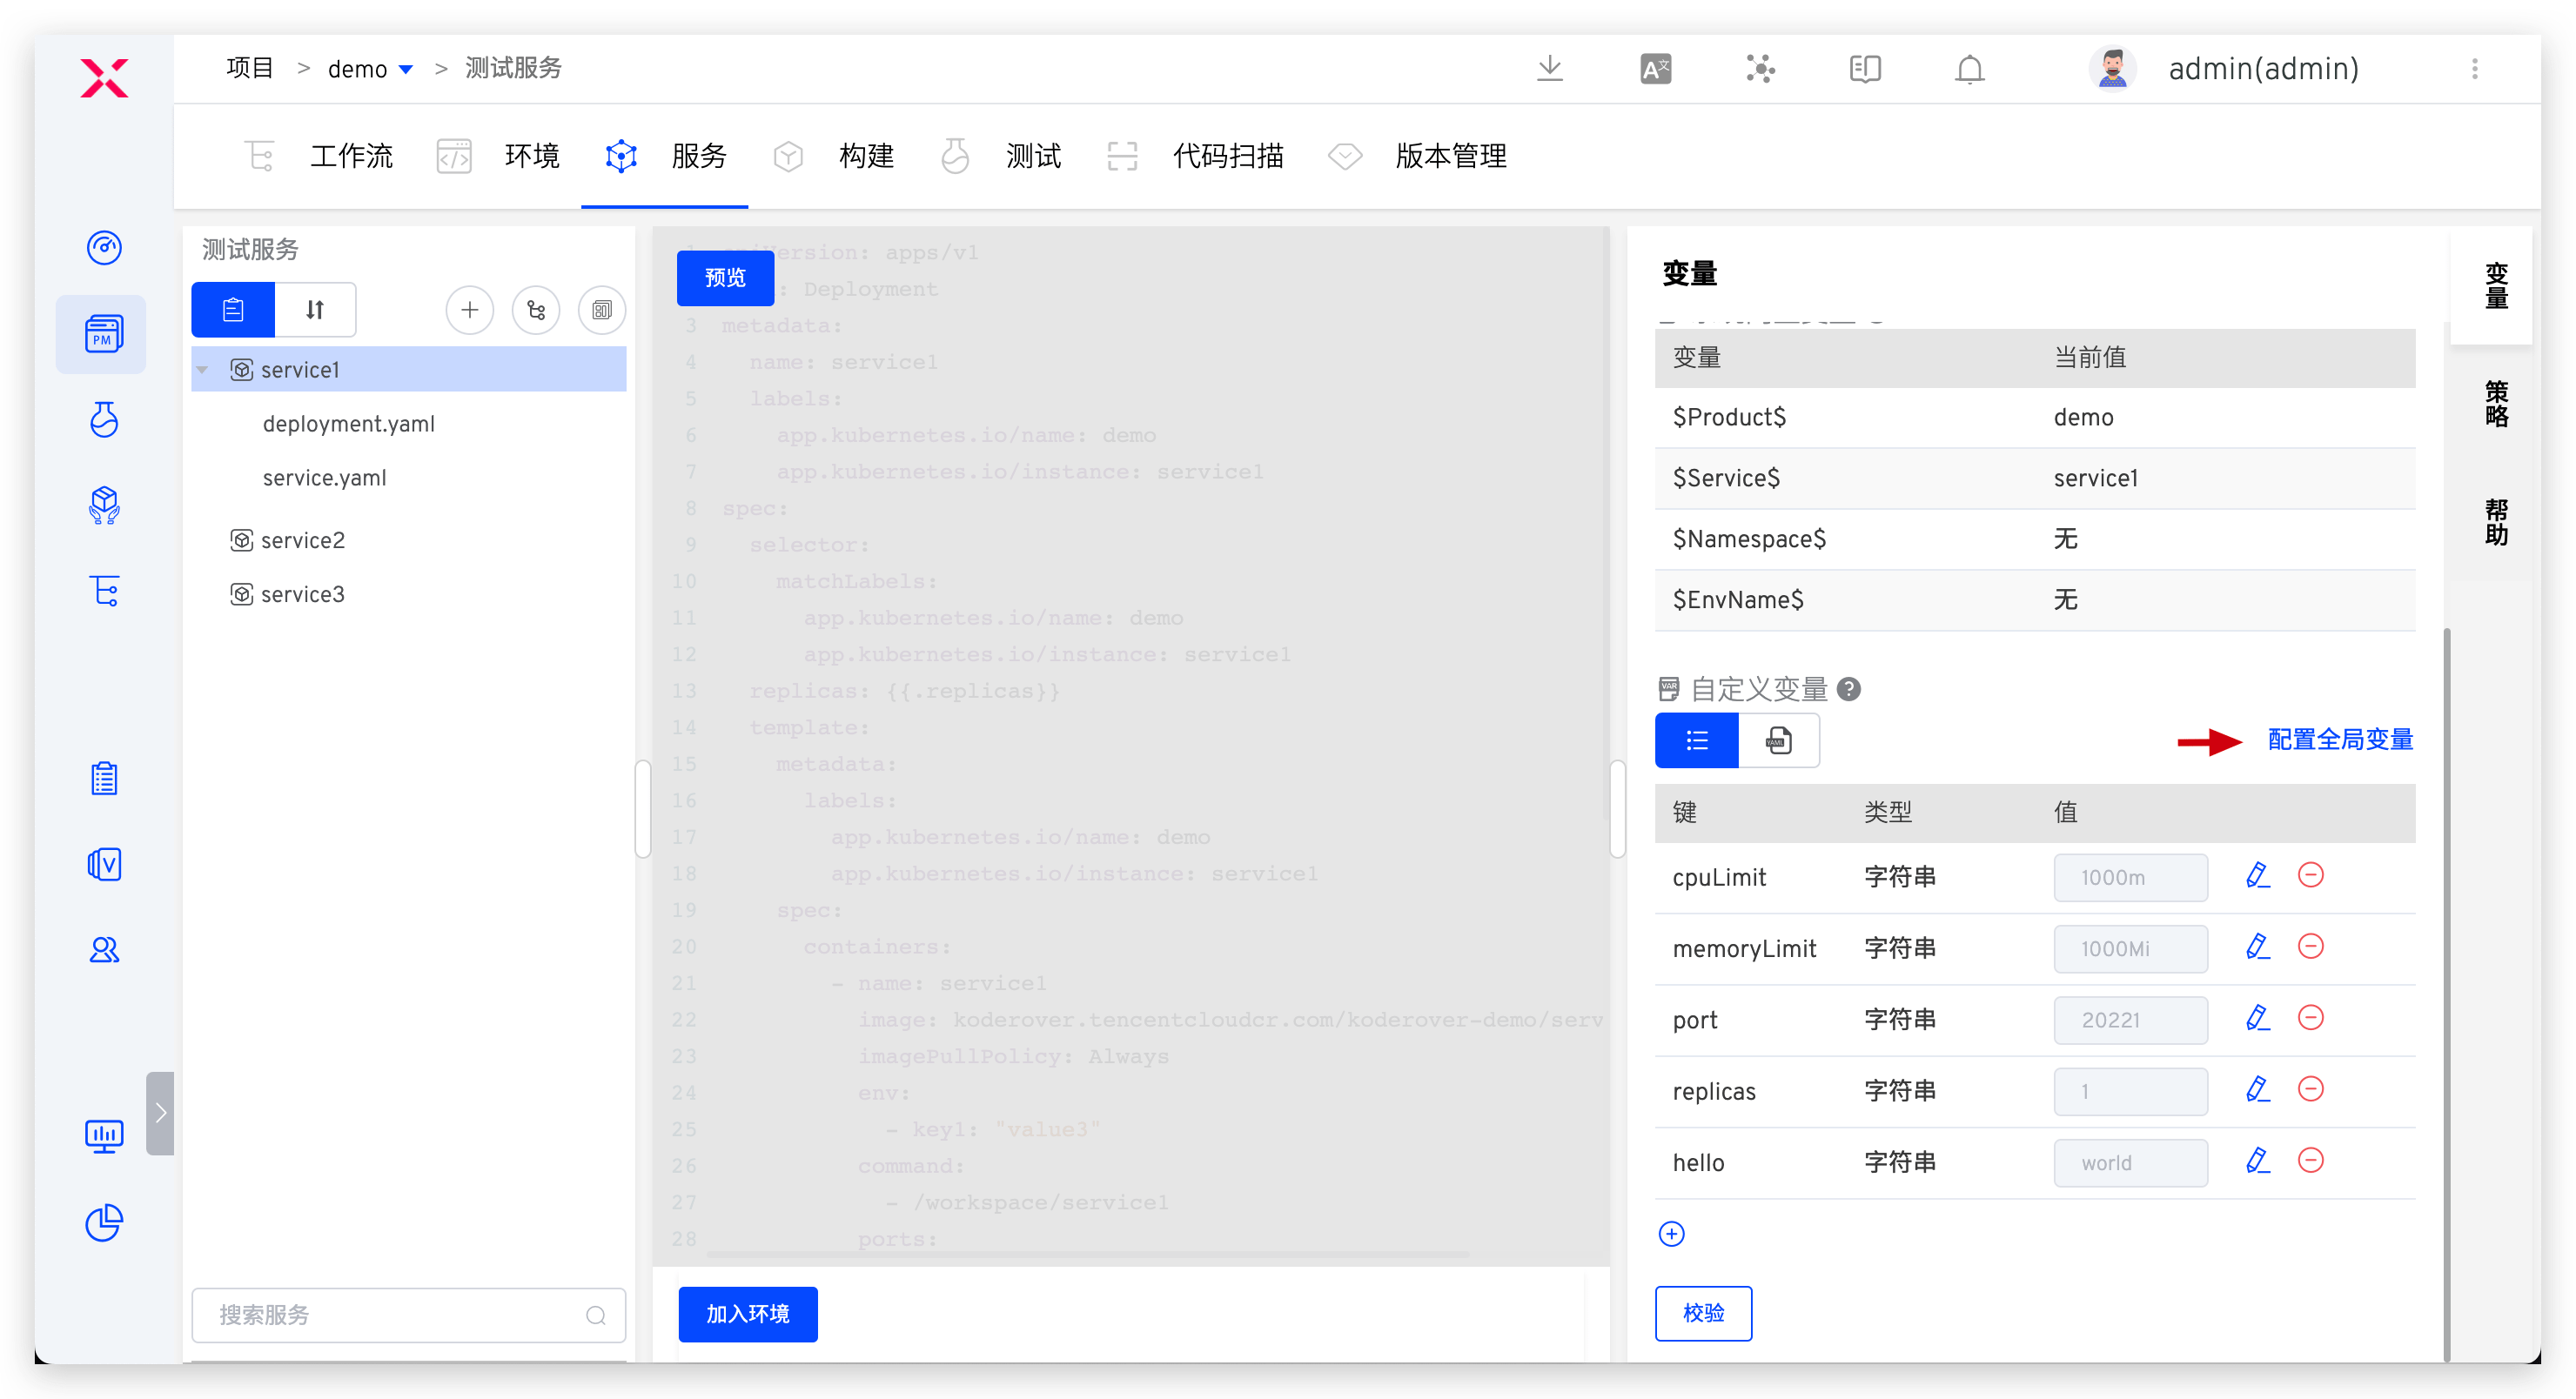 项目 > demo > 测试服务
admin(admin)
工作流 环境 服务 构建 测试 代码扫描 版本管理
测试服务
service1
deployment.yaml
service.yaml
service2
service3
搜索服务
预览
ersion: apps/v1
: Deployment
3 metadata:
4 name: service1
5 labels:
6 app.kubernetes.io/name: demo
7 app.kubernetes.io/instance: service1
8 spec:
9 selector:
10 matchLabels:
11 app.kubernetes.io/name: demo
12 app.kubernetes.io/instance: service1
13 replicas: {{.replicas}}
14 template:
15 metadata:
16 labels:
17 app.kubernetes.io/name: demo
18 app.kubernetes.io/instance: service1
19 spec:
20 containers:
21 - name: service1
22 image: koderover.tencentcloudcr.com/koderover-demo/serv
23 imagePullPolicy: Always
24 env:
25 - key1: "value3"
26 command:
27 - /workspace/service1
28 ports:
加入环境
变量
变量 当前值
$Product$ demo
$Service$ service1
$Namespace$ 无
$EnvName$ 无
自定义变量
配置全局变量
键 类型 值
cpuLimit 字符串 1000m
memoryLimit 字符串 1000Mi
port 字符串 20221
replicas 字符串 1
hello 字符串 world
校验
变量
策略
帮助
PM
VAR
YAML